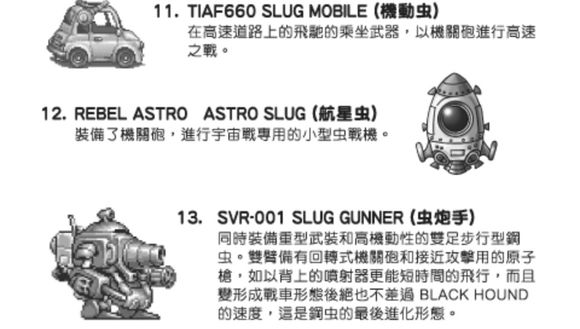 11. TIAF660 SLUG MOBILE (機動虫)
在高速道路上的飛馳的乘坐武器，以機關砲進行高速
之戰。
12. REBEL ASTRO ASTRO SLUG (航星虫)
裝備了機關砲，進行宇宙戰專用的小型虫戰機。
13. SVR-001 SLUG GUNNER (虫炮手)
同時裝備重型武裝和高機動性的雙足步行型鋼
虫。雙臂備有回轉式機關砲和接近攻擊用的原子
槍，如以背上的噴射器更能短時間的飛行，而且
變形成戰車形態後絕也不差過 BLACK HOUND
的速度，這是鋼虫的最後進化形態。